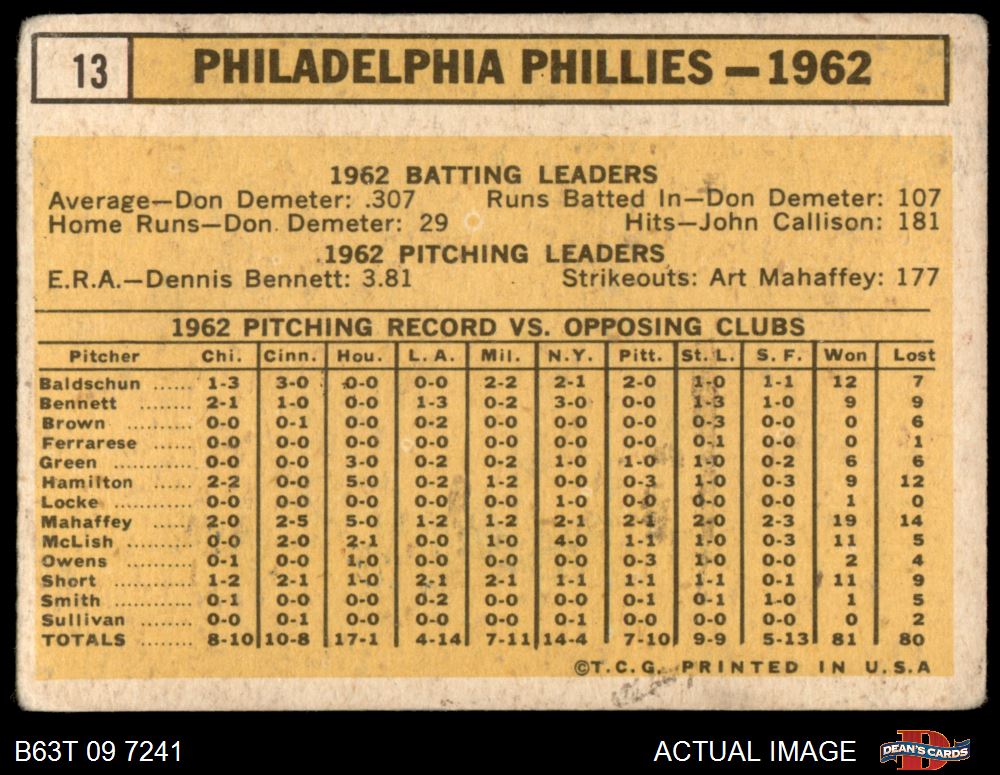 13 PHILADELPHIA PHILLIES — 1962
1962 BATTING LEADERS
Average—Don Demeter: .307 Runs Batted In—Don Demeter: 107
Home Runs—Don Demeter: 29 Hits—John Callison: 181
1962 PITCHING LEADERS
E.R.A.—Dennis Bennett: 3.81 Strikeouts: Art Mahaffey: 177
1962 PITCHING RECORD VS. OPPOSING CLUBS
Pitcher Chi. Cinn. Hou. L. A. Mil. N.Y. Pitt. St. L. S. F. Won Lost
Baldschun ...... 1-3 3-0 0-0 0-0 2-2 2-1 2-0 1-0 1-1 12 7
Bennett ........ 2-1 1-0 0-0 1-3 0-2 3-0 0-0 1-3 1-0 9 9
Brown .......... 0-0 0-1 0-0 0-2 0-0 0-0 0-0 0-3 0-0 0 6
Ferrarese ...... 0-0 0-0 0-0 0-0 0-0 0-0 0-0 0-1 0-0 0 1
Green ............ 0-0 0-0 3-0 0-2 0-2 1-0 1-0 1-0 0-2 6 6
Hamilton ...... 2-2 0-0 5-0 0-2 1-2 0-0 0-3 1-0 0-3 9 12
Locke .......... 0-0 0-0 0-0 0-0 0-0 1-0 0-0 0-0 0-0 1 0
Mahaffey ..... 2-0 2-5 5-0 1-2 1-2 2-1 2-1 2-0 2-3 19 14
McLish .......... 0-0 2-0 2-1 0-0 1-0 4-0 1-1 1-0 0-3 11 5
Owens .......... 0-1 0-0 1-0 0-0 0-0 0-0 0-3 1-0 0-0 2 4
Short ............ 1-2 2-1 1-0 2-1 2-1 1-1 1-1 1-1 0-1 11 9
Smith ............ 0-1 0-0 0-0 0-2 0-0 0-0 0-1 0-1 1-0 1 5
Sullivan ........ 0-0 0-1 0-0 0-0 0-0 0-1 0-0 0-0 0-0 0 2
TOTALS 8-10 10-8 17-1 4-14 7-11 14-4 7-10 9-9 5-13 81 80
©T.C.G. PRINTED IN U.S.A
B63T 09 7241 ACTUAL IMAGE DEAN'S CARDS